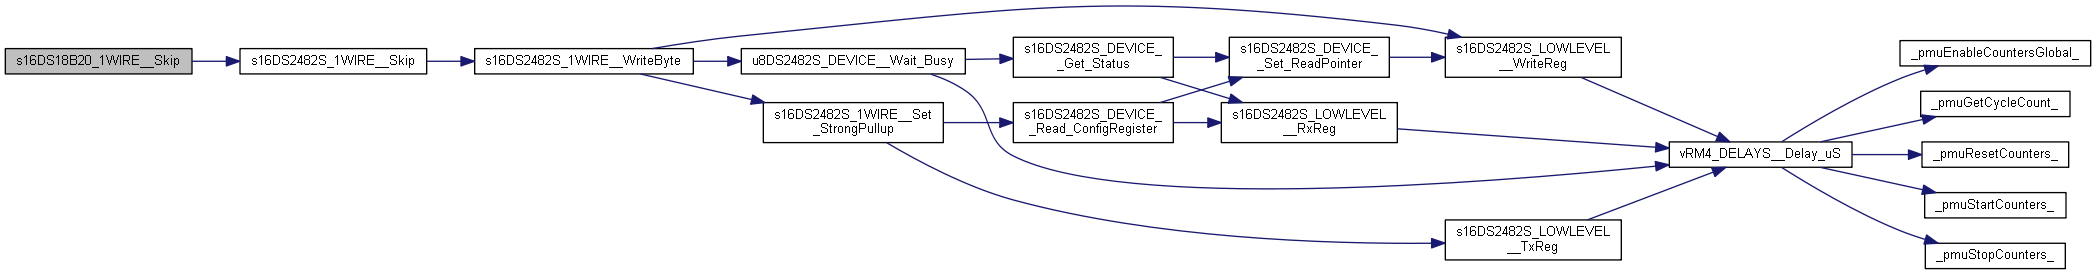 s16DS18B20_1WIRE__Skip
s16DS2482S_1WIRE__Skip
s16DS2482S_1WIRE__WriteByte
u8DS2482S_DEVICE__Wait_Busy
s16DS2482S_1WIRE__Set
_StrongPullup
s16DS2482S_DEVICE_
_Get_Status
s16DS2482S_DEVICE_
_Read_ConfigRegister
s16DS2482S_DEVICE_
_Set_ReadPointer
s16DS2482S_LOWLEVEL
__RxReg
s16DS2482S_LOWLEVEL
__WriteReg
s16DS2482S_LOWLEVEL
__TxReg
vRM4_DELAYS__Delay_uS
_pmuEnableCountersGlobal_
_pmuGetCycleCount_
_pmuResetCounters_
_pmuStartCounters_
_pmuStopCounters_